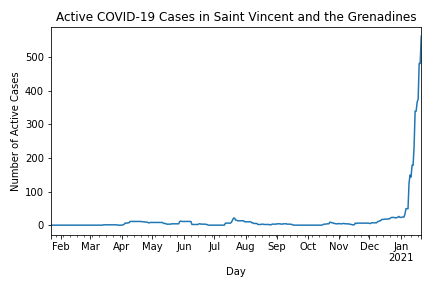 Active COVID-19 Cases in Saint Vincent and the Grenadines
Number of Active Cases
500
400
300
200
100
0
Feb Mar Apr May Jun Jul Aug Sep Oct Nov Dec Jan
2021
Day